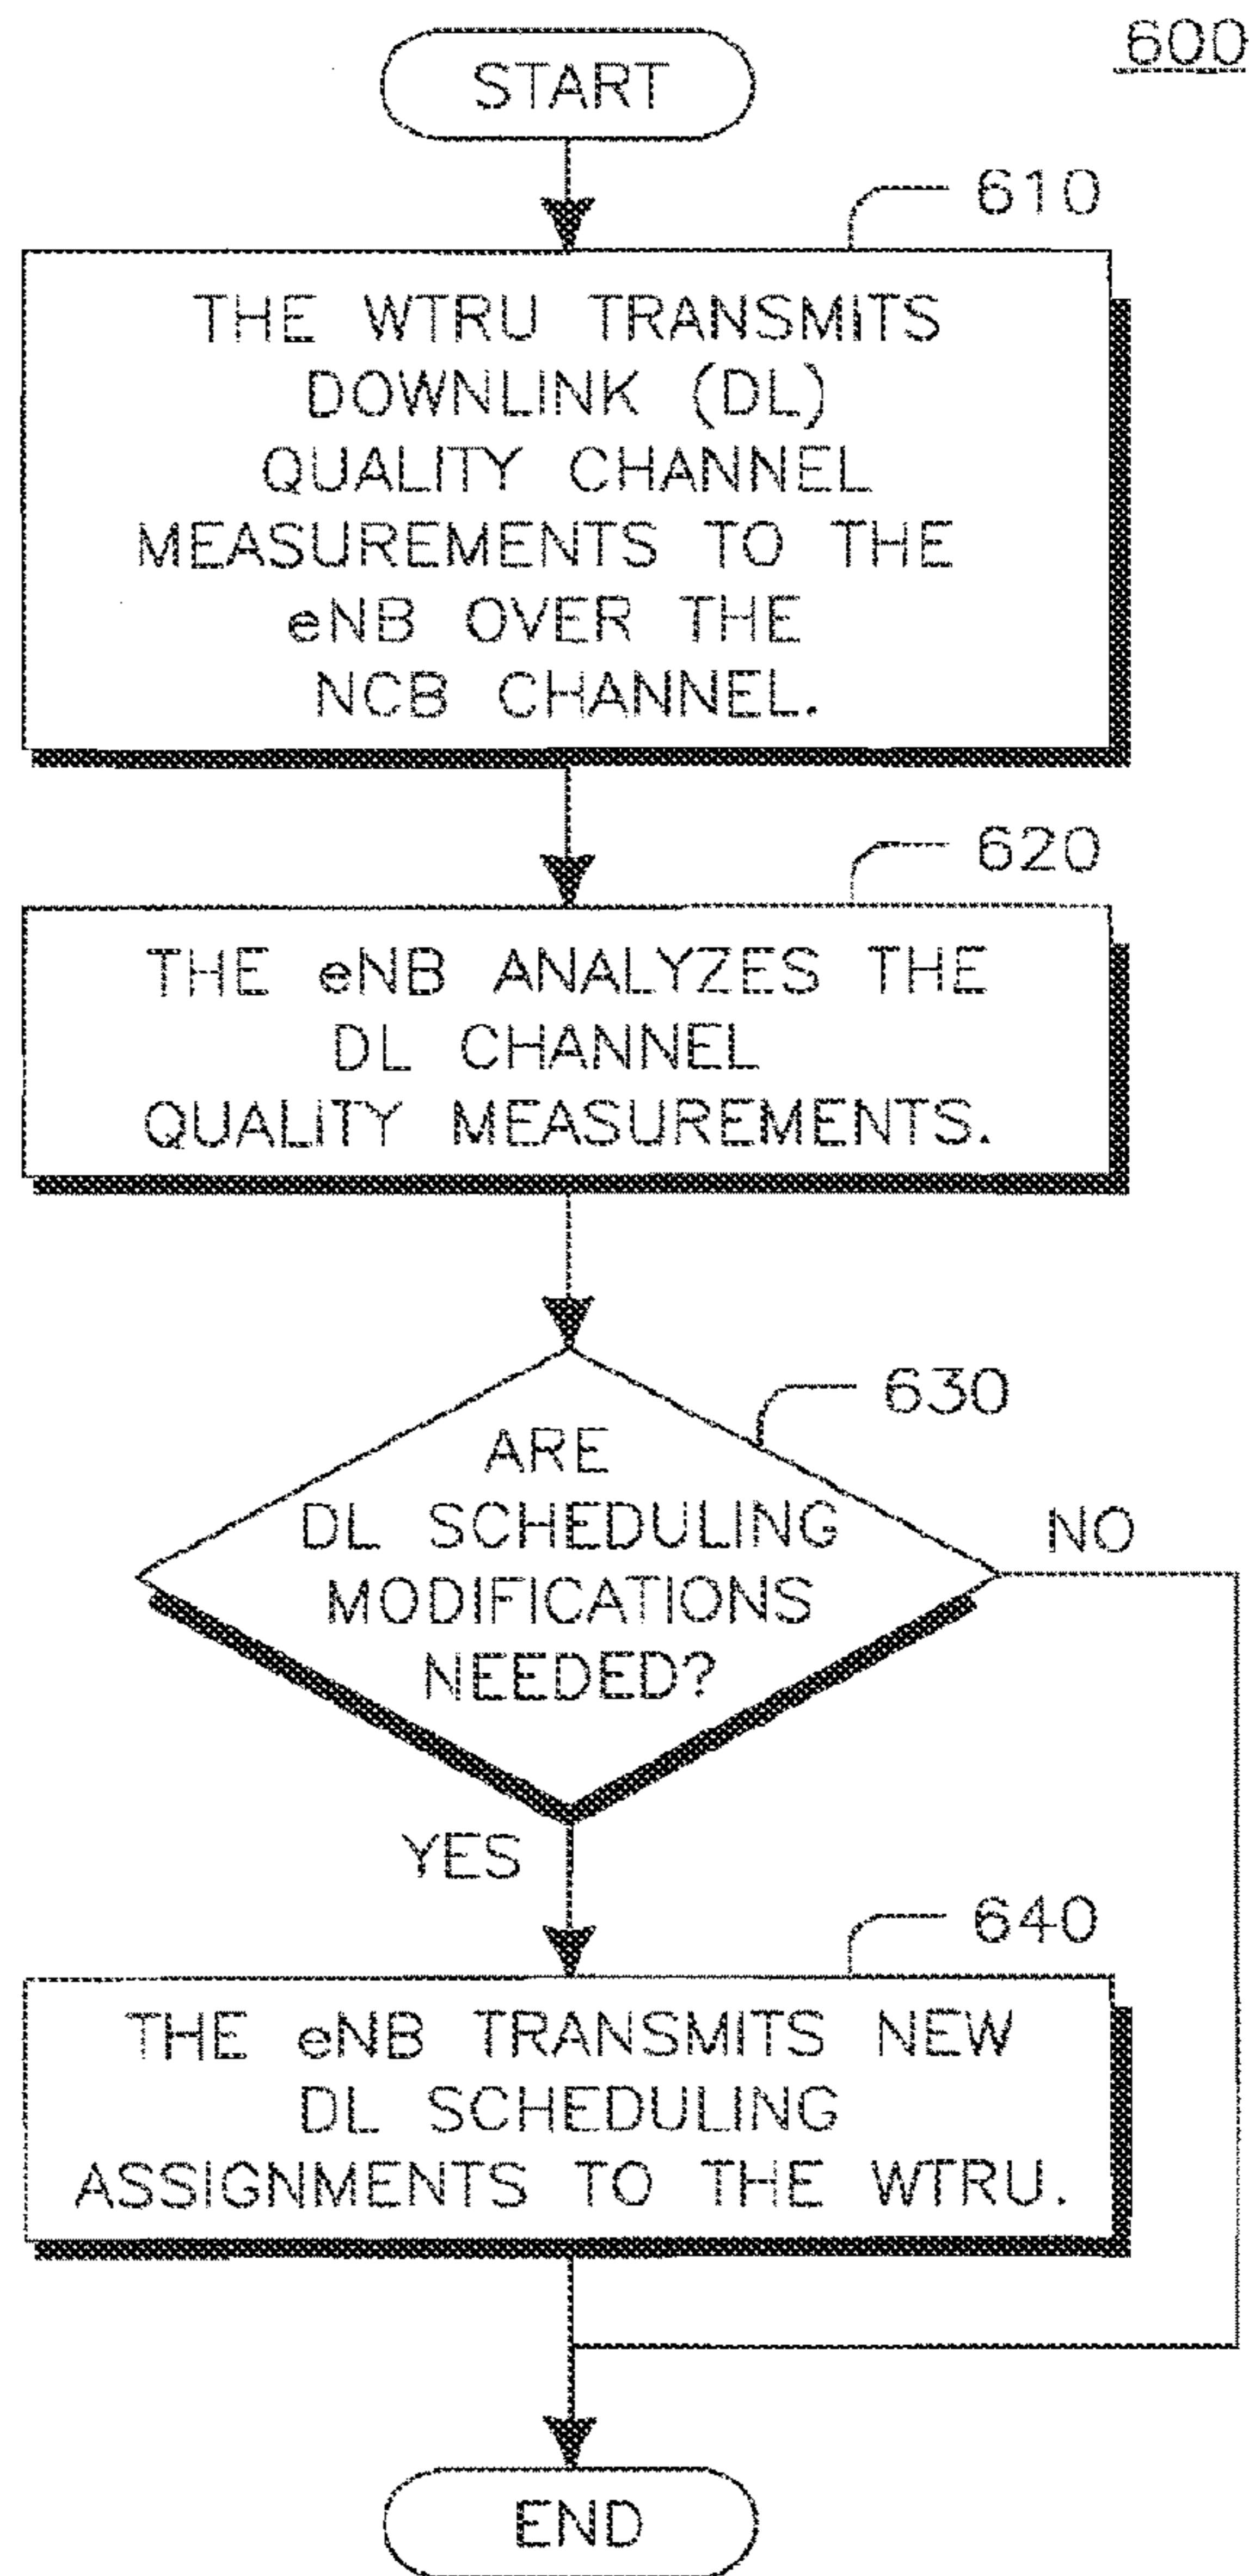 600
START
610
THE WTRU TRANSMITS
DOWNLINK (DL)
QUALITY CHANNEL
MEASUREMENTS TO THE
eNB OVER THE
NCB CHANNEL.
620
THE eNB ANALYZES THE
DL CHANNEL
QUALITY MEASUREMENTS.
630
ARE
DL SCHEDULING
MODIFICATIONS
NEEDED?
NO
YES
640
THE eNB TRANSMITS NEW
DL SCHEDULING
ASSIGNMENTS TO THE WTRU.
END